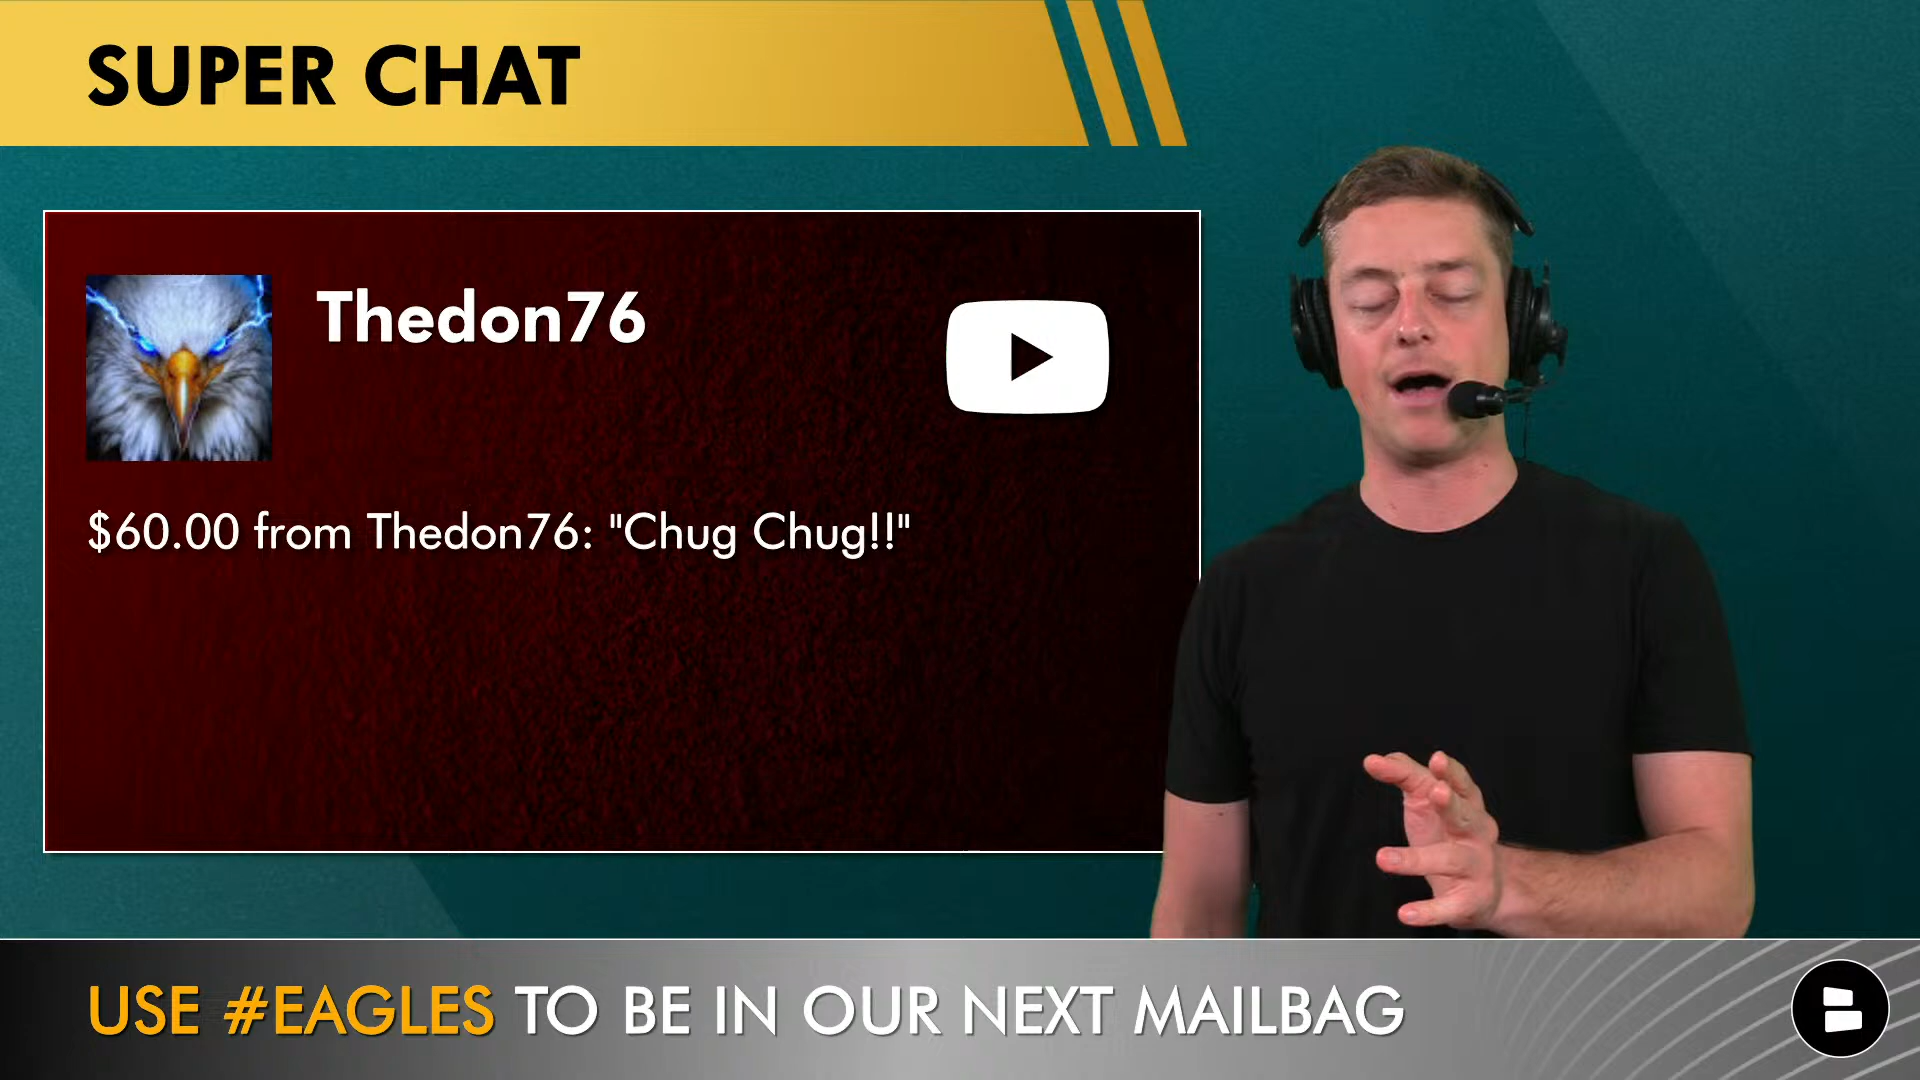 SUPER CHAT
Thedon76
$60.00 from Thedon76: "Chug Chug!!"
USE #EAGLES TO BE IN OUR NEXT MAILBAG